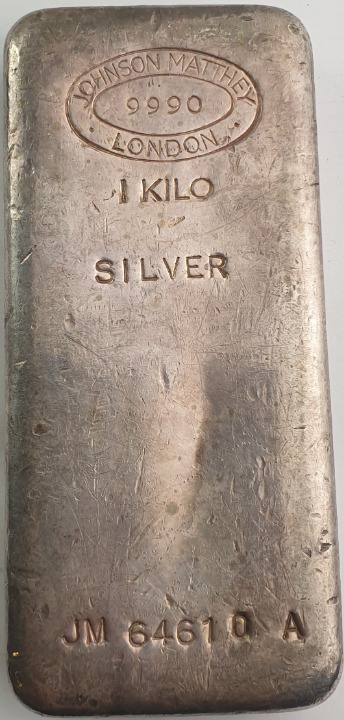 JOHNSON MATTHEY
9990
LONDON
1 KILO
SILVER
JM 64610 A